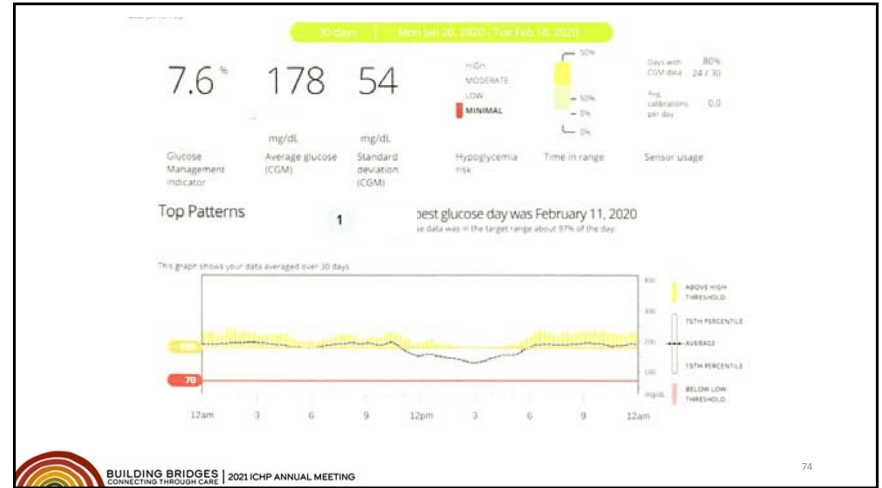 30 days | Mon Jan 20, 2020 - Tue Feb 18, 2020
7.6 %
178
54
mg/dL
mg/dL
Glucose Management Indicator
Average glucose (CGM)
Standard deviation (CGM)
HIGH
MODERATE
LOW
MINIMAL
Hypoglycemia risk
50%
50%
0%
0%
Time in range
Days with CGM data
80%
24 / 30
Avg. calibrations per day
0.0
Sensor usage
Top Patterns
1
best glucose day was February 11, 2020
se data was in the target range about 97% of the day.
This graph shows your data averaged over 30 days
400
300
200
100
mg/dL
70
12am
3
6
9
12pm
3
6
9
12am
ABOVE HIGH THRESHOLD
75TH PERCENTILE
AVERAGE
15TH PERCENTILE
BELOW LOW THRESHOLD
BUILDING BRIDGES | 2021 ICHP ANNUAL MEETING
CONNECTING THROUGH CARE
74